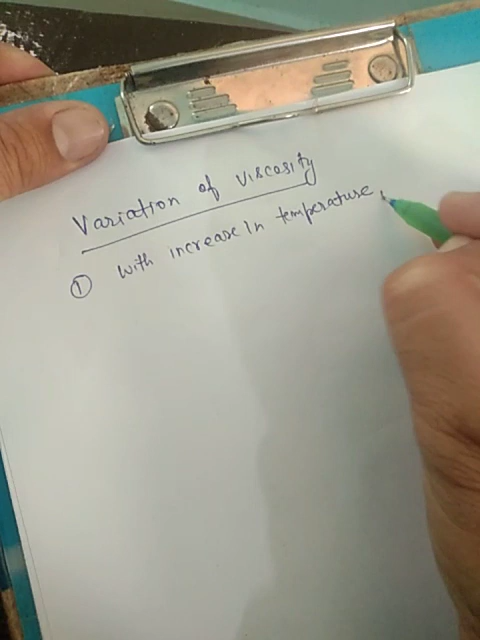 Variation of Viscosity
① with increase in temperature,